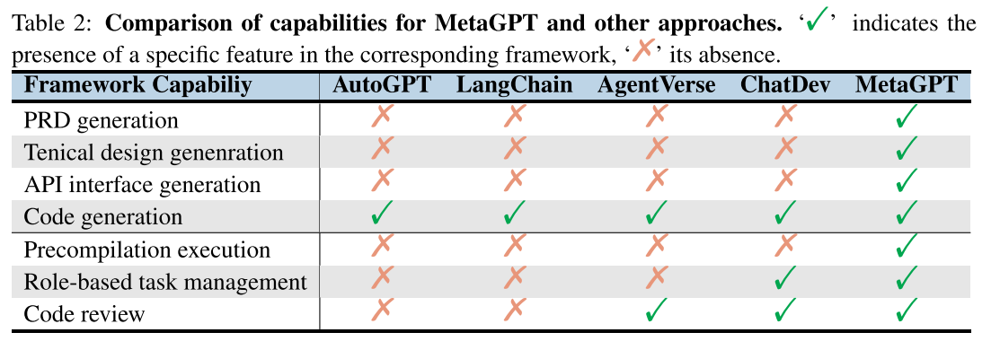 Table 2: Comparison of capabilities for MetaGPT and other approaches. ‘✓’ indicates the
presence of a specific feature in the corresponding framework, ‘✗’ its absence.
Framework Capabiliy AutoGPT LangChain AgentVerse ChatDev MetaGPT
PRD generation ✗ ✗ ✗ ✗ ✓
Tenical design genenration ✗ ✗ ✗ ✗ ✓
API interface generation ✗ ✗ ✗ ✗ ✓
Code generation ✓ ✓ ✓ ✓ ✓
Precompilation execution ✗ ✗ ✗ ✗ ✓
Role-based task management ✗ ✗ ✗ ✓ ✓
Code review ✗ ✗ ✓ ✓ ✓